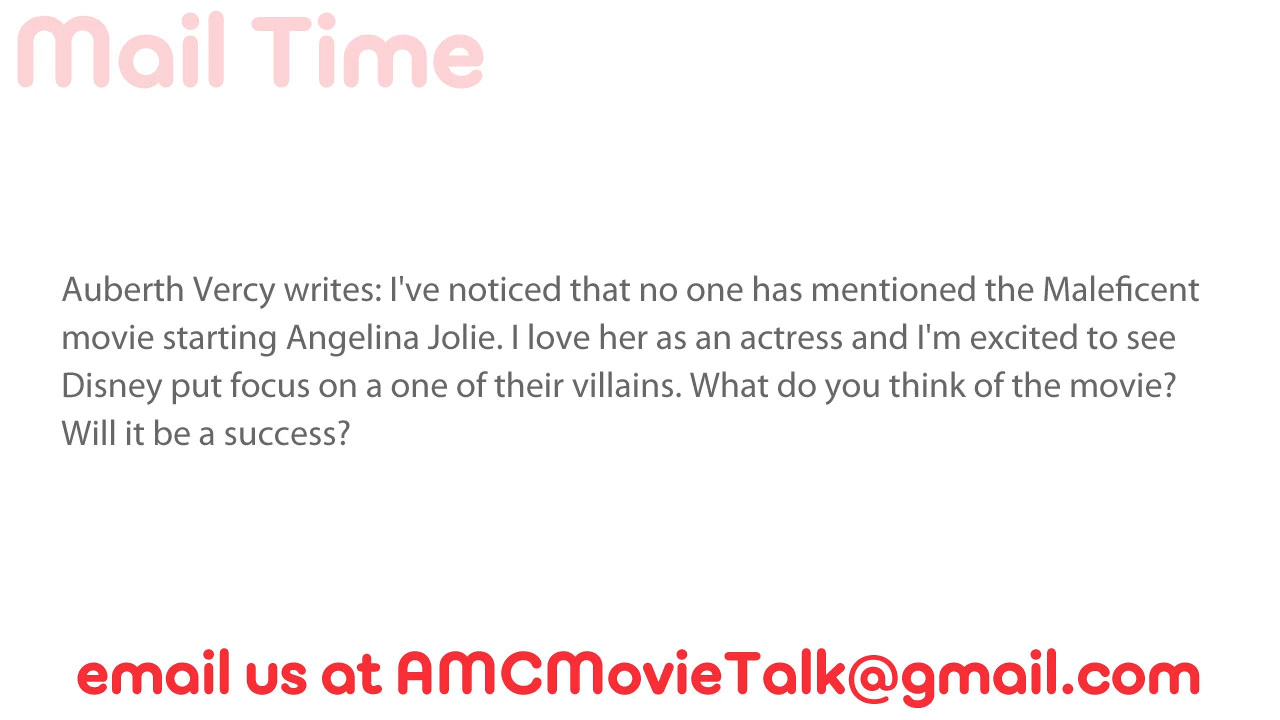 Mail Time
Auberth Vercy writes: I've noticed that no one has mentioned the Maleficent
movie starting Angelina Jolie. I love her as an actress and I'm excited to see
Disney put focus on a one of their villains. What do you think of the movie?
Will it be a success?
email us at AMCMovieTalk@gmail.com